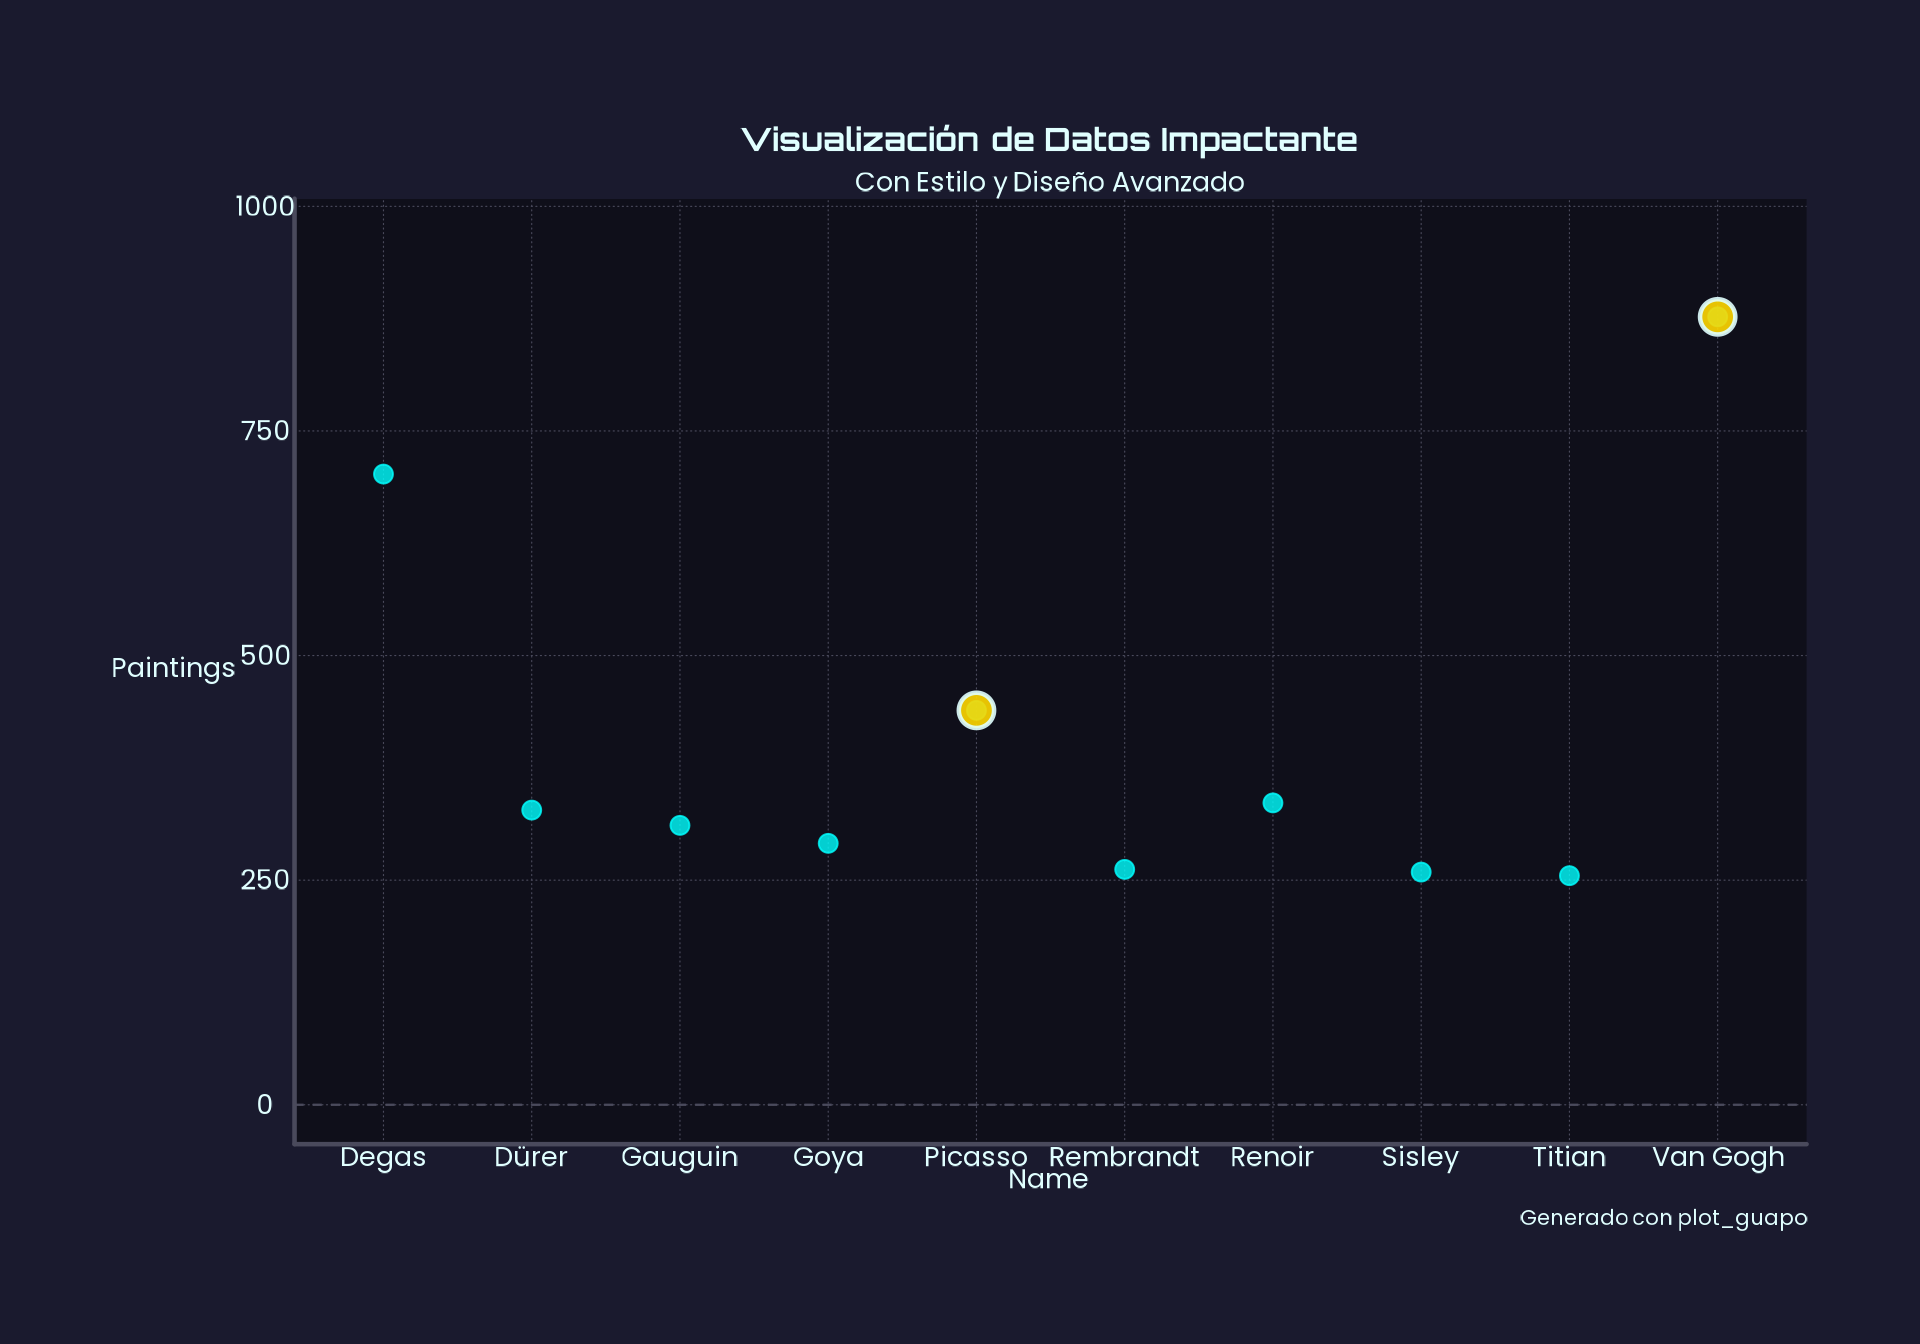 Visualización de Datos Impactante
Con Estilo y Diseño Avanzado
1000
750
500
250
0
Paintings
Degas Dürer Gauguin Goya Picasso Rembrandt Renoir Sisley Titian Van Gogh
Name
Generado con plot_guapo